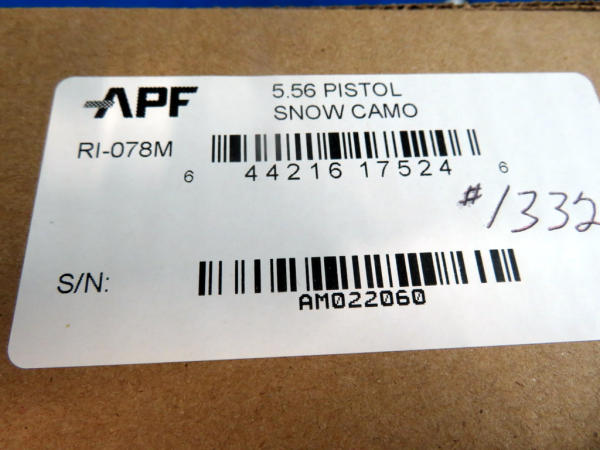 APF
5.56 PISTOL
SNOW CAMO
RI-078M
6 44216 17524 6
#1332
S/N:
AM022060